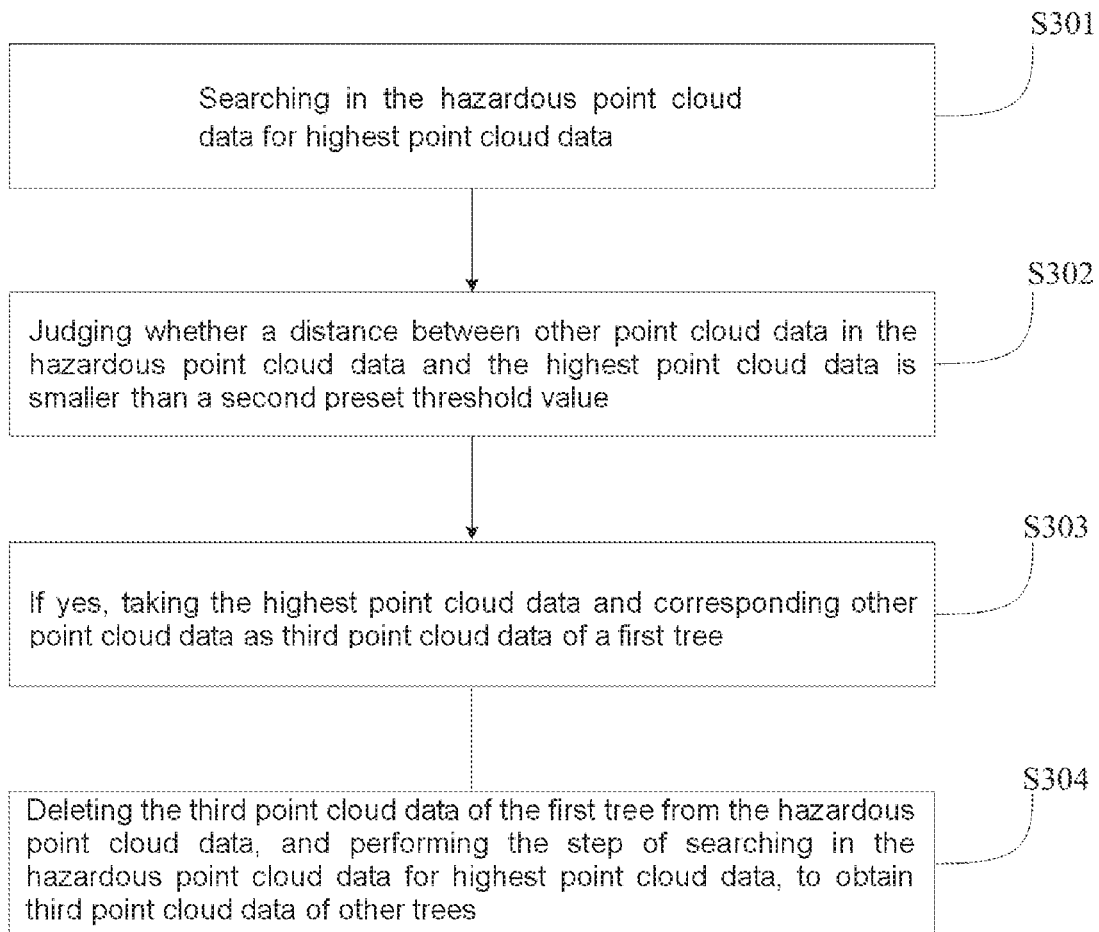 S301
Searching in the hazardous point cloud
data for highest point cloud data
S302
Judging whether a distance between other point cloud data in the
hazardous point cloud data and the highest point cloud data is
smaller than a second preset threshold value
S303
If yes, taking the highest point cloud data and corresponding other
point cloud data as third point cloud data of a first tree
S304
Deleting the third point cloud data of the first tree from the hazardous
point cloud data, and performing the step of searching in the
hazardous point cloud data for highest point cloud data, to obtain
third point cloud data of other trees